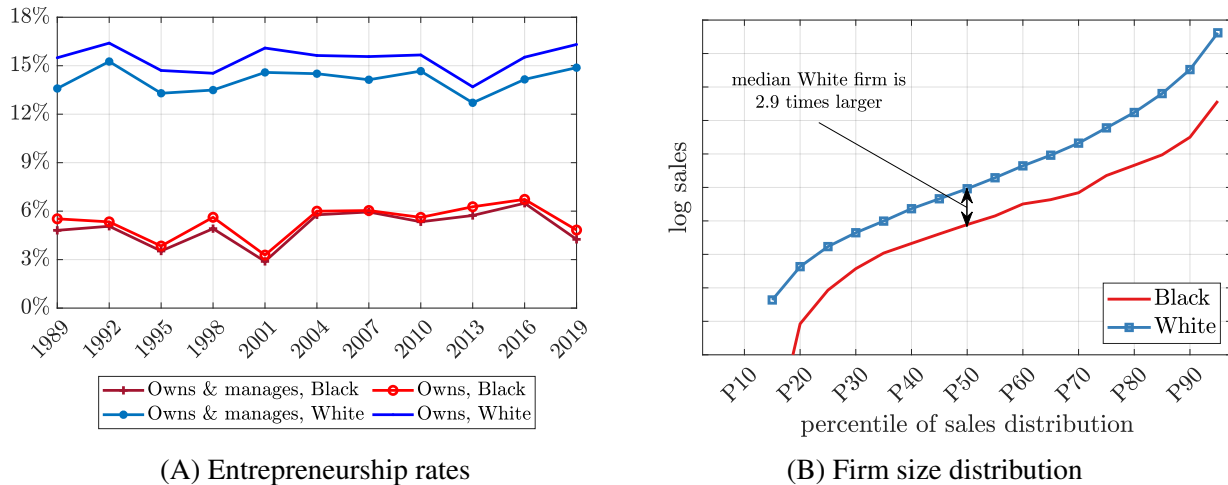 18%
15%
12%
9%
6%
3%
0%
1989
1992
1995
1998
2001
2004
2007
2010
2013
2016
2019
Owns & manages, Black
Owns, Black
Owns & manages, White
Owns, White
(A) Entrepreneurship rates
log sales
median White firm is
2.9 times larger
Black
White
P10
P20
P30
P40
P50
P60
P70
P80
P90
percentile of sales distribution
(B) Firm size distribution